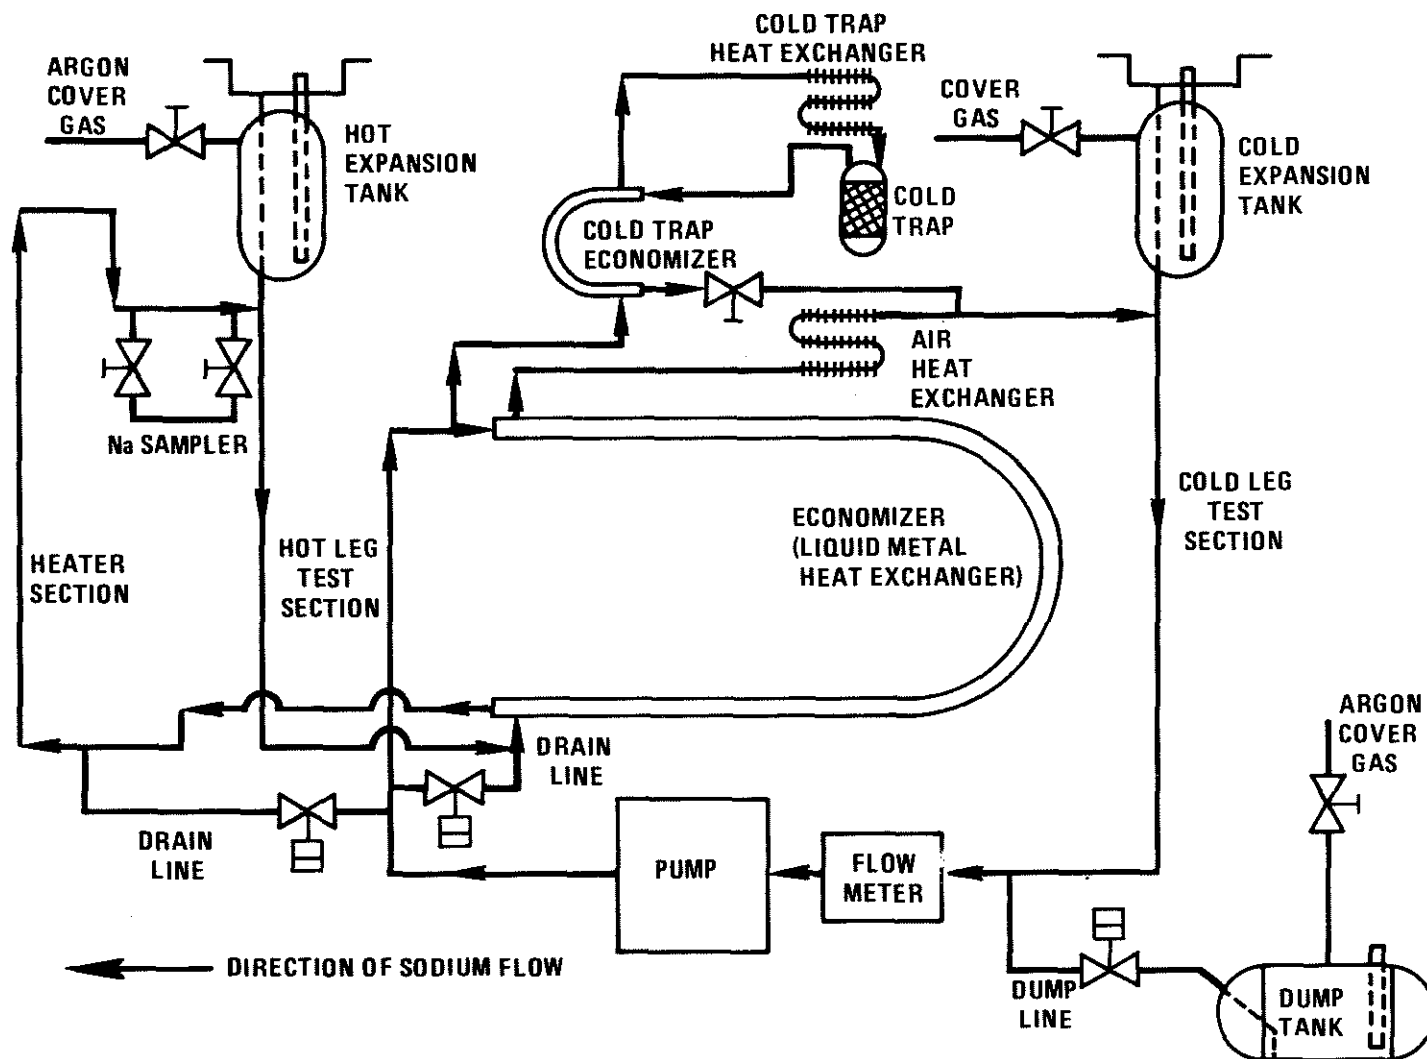 COLD TRAP
HEAT EXCHANGER
ARGON
COVER
GAS
HOT
EXPANSION
TANK
COVER
GAS
COLD
EXPANSION
TANK
COLD
TRAP
COLD TRAP
ECONOMIZER
AIR
HEAT
EXCHANGER
Na SAMPLER
HEATER
SECTION
HOT LEG
TEST
SECTION
ECONOMIZER
(LIQUID METAL
HEAT EXCHANGER)
COLD LEG
TEST
SECTION
DRAIN
LINE
ARGON
COVER
GAS
DRAIN
LINE
PUMP
FLOW
METER
DIRECTION OF SODIUM FLOW
DUMP
LINE
DUMP
TANK